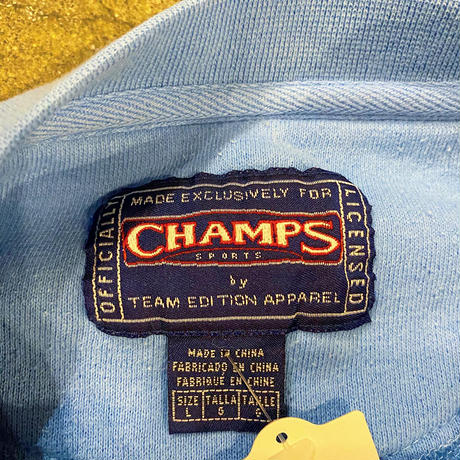 OFFICIALLY
MADE EXCLUSIVELY FOR
LICENSED
CHAMPS
SPORTS
by
TEAM EDITION APPAREL
MADE IN CHINA
FABRICADO EN CHINA
FABRIQUE EN CHINE
SIZE TALLA TAILLE
L G G